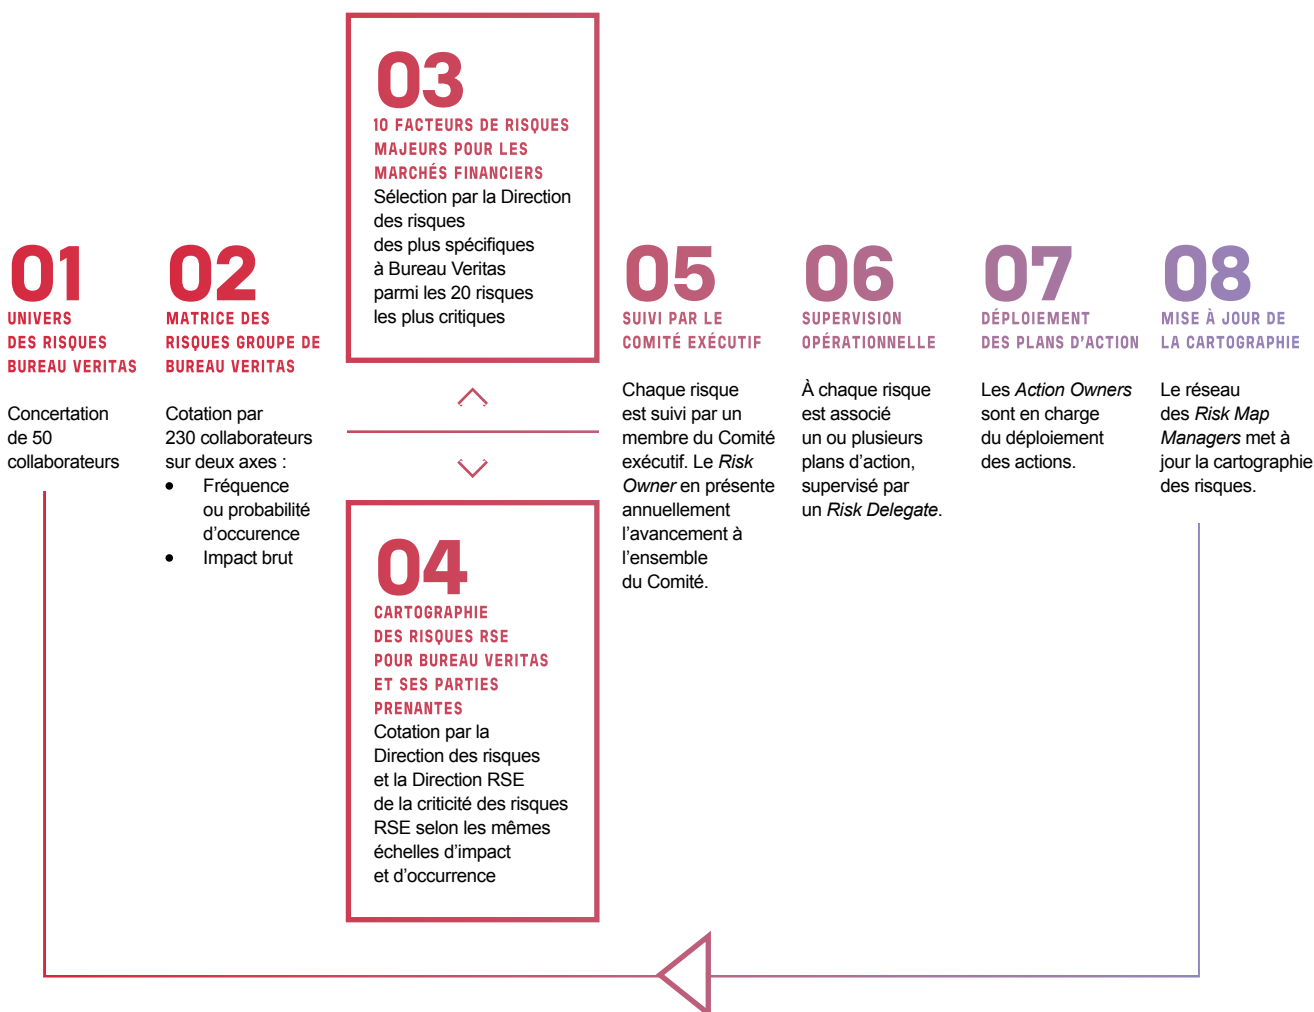 01
UNIVERS
DES RISQUES
BUREAU VERITAS
Concertation
de 50
collaborateurs
02
MATRICE DES
RISQUES GROUPE DE
BUREAU VERITAS
Cotation par
230 collaborateurs
sur deux axes :
• Fréquence
ou probabilité
d’occurence
• Impact brut
03
10 FACTEURS DE RISQUES
MAJEURS POUR LES
MARCHÉS FINANCIERS
Sélection par la Direction
des risques
des plus spécifiques
à Bureau Veritas
parmi les 20 risques
les plus critiques
04
CARTOGRAPHIE
DES RISQUES RSE
POUR BUREAU VERITAS
ET SES PARTIES
PRENANTES
Cotation par la
Direction des risques
et la Direction RSE
de la criticité des risques
RSE selon les mêmes
échelles d’impact
et d’occurrence
05
SUIVI PAR LE
COMITÉ EXÉCUTIF
Chaque risque
est suivi par un
membre du Comité
exécutif. Le Risk
Owner en présente
annuellement
l’avancement à
l’ensemble
du Comité.
06
SUPERVISION
OPÉRATIONNELLE
À chaque risque
est associé
un ou plusieurs
plans d’action,
supervisé par
un Risk Delegate.
07
DÉPLOIEMENT
DES PLANS D’ACTION
Les Action Owners
sont en charge
du déploiement
des actions.
08
MISE À JOUR DE
LA CARTOGRAPHIE
Le réseau
des Risk Map
Managers met à
jour la cartographie
des risques.